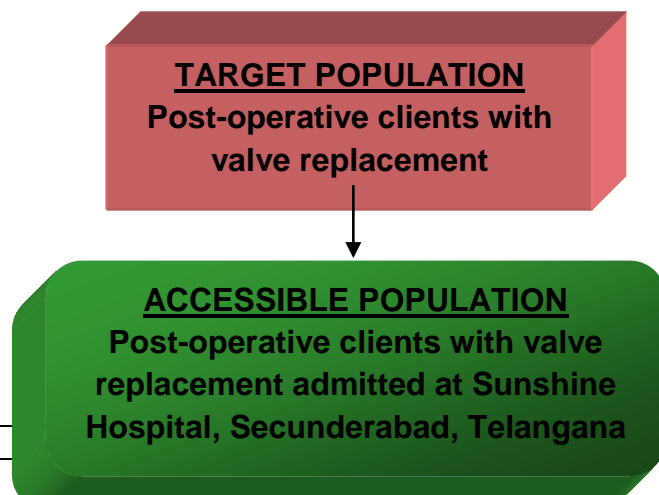 TARGET POPULATION
Post-operative clients with
valve replacement
ACCESSIBLE POPULATION
Post-operative clients with valve
replacement admitted at Sunshine
Hospital, Secunderabad, Telangana